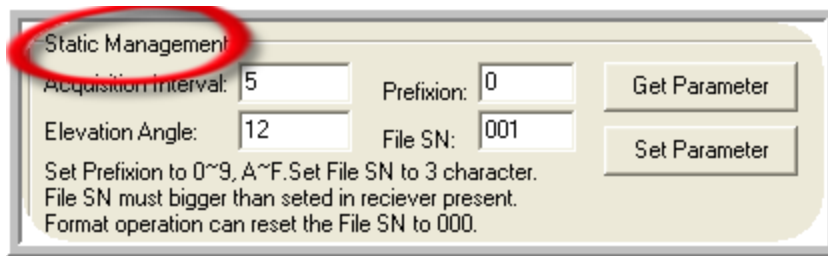 Static Management
Acquisition Interval: 5 Prefixion: 0 Get Parameter
Elevation Angle: 12 File SN: 001 Set Parameter
Set Prefixion to 0~9, A~F.Set File SN to 3 character.
File SN must bigger than seted in reciever present.
Format operation can reset the File SN to 000.